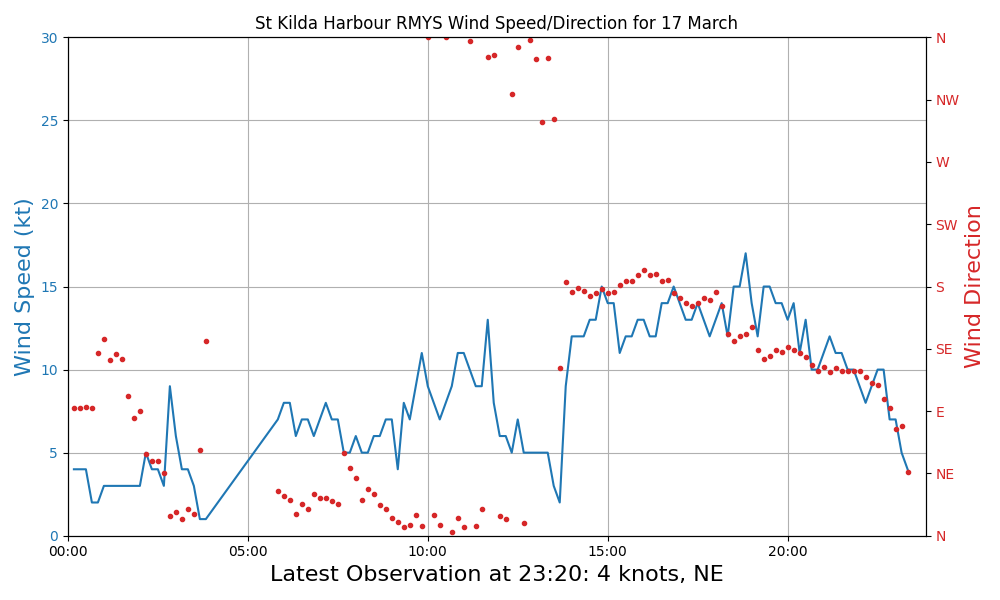 St Kilda Harbour RMYS Wind Speed/Direction for 17 March
Wind Speed (kt)
30
25
20
15
10
5
0
00:00
05:00
10:00
15:00
20:00
N
NW
W
SW
S
SE
E
NE
N
Wind Direction
Latest Observation at 23:20: 4 knots, NE